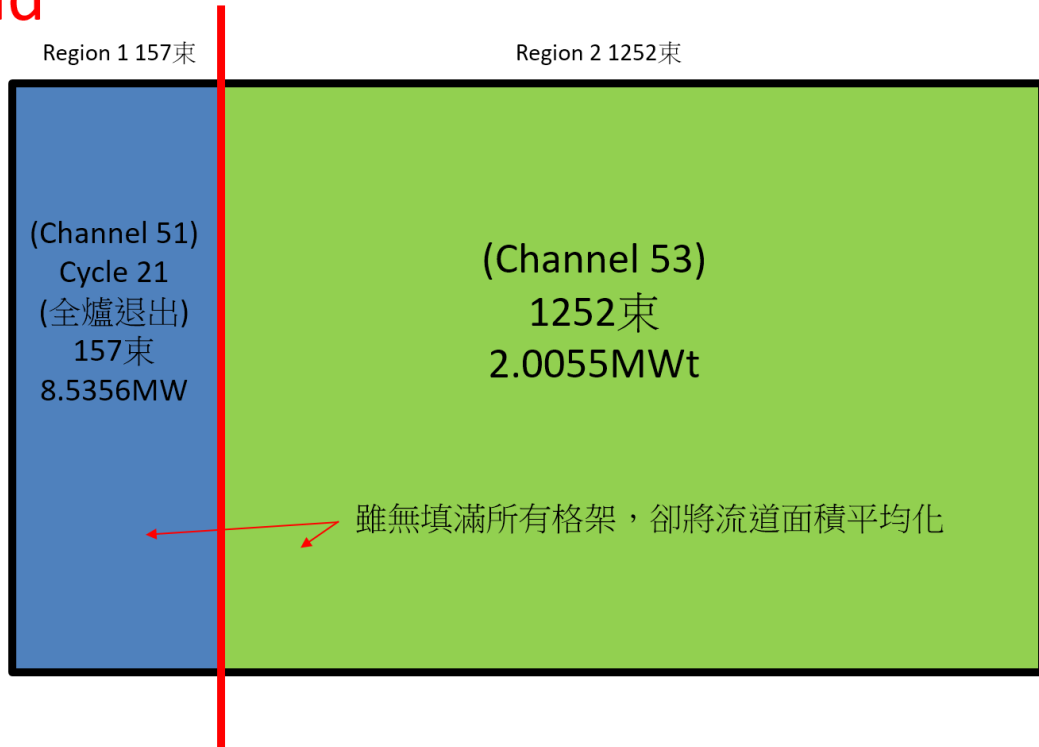 Region 1 157束
Region 2 1252束
(Channel 51)
Cycle 21
(全爐退出)
157束
8.5356MW
(Channel 53)
1252束
2.0055MWt
雖無填滿所有格架，卻將流道面積平均化